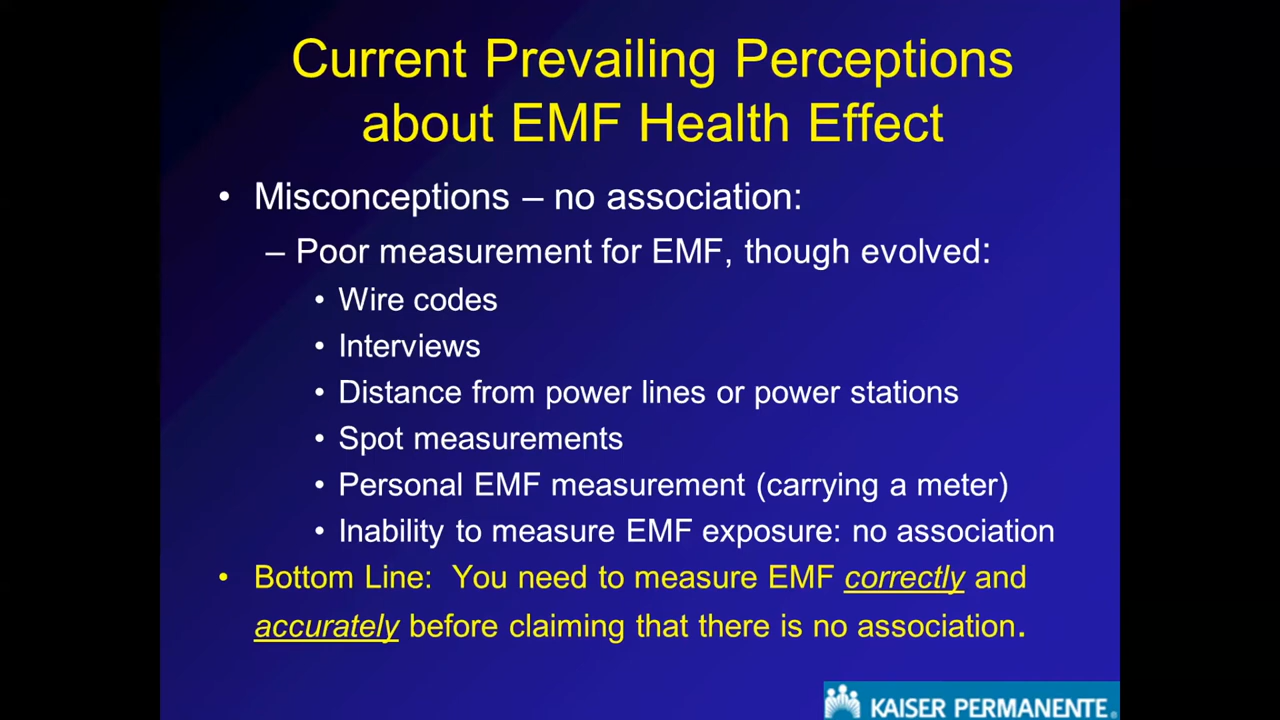 Current Prevailing Perceptions
about EMF Health Effect
• Misconceptions – no association:
– Poor measurement for EMF, though evolved:
• Wire codes
• Interviews
• Distance from power lines or power stations
• Spot measurements
• Personal EMF measurement (carrying a meter)
• Inability to measure EMF exposure: no association
• Bottom Line:  You need to measure EMF correctly and
accurately before claiming that there is no association.
KAISER PERMANENTE®